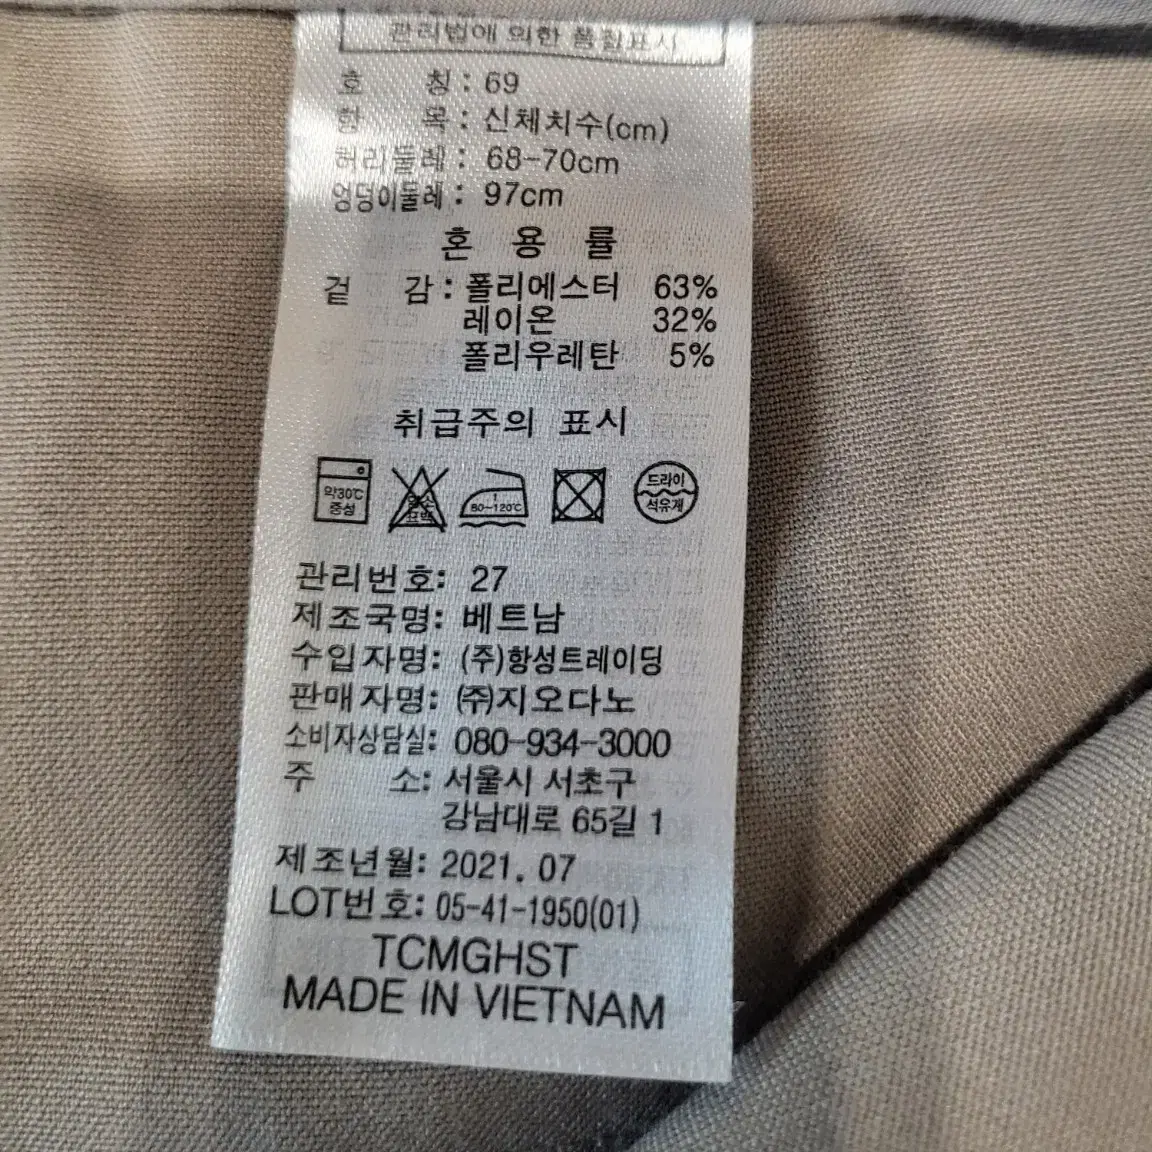 관리법에 의한 품질표시
호 칭 : 69
항 목 : 신체치수(cm)
허리둘레 : 68-70cm
엉덩이둘레 : 97cm
혼 용 률
겉 감 : 폴리에스터 63%
레이온 32%
폴리우레탄 5%
취급주의 표시
약30℃ 중성
염소 표백
1 80~120℃
드라이 석유계
관리번호: 27
제조국명: 베트남
수입자명: (주)항성트레이딩
판매자명: ㈜지오다노
소비자상담실: 080-934-3000
주 소: 서울시 서초구
강남대로 65길 1
제조년월: 2021. 07
LOT번호: 05-41-1950(01)
TCMGHST
MADE IN VIETNAM